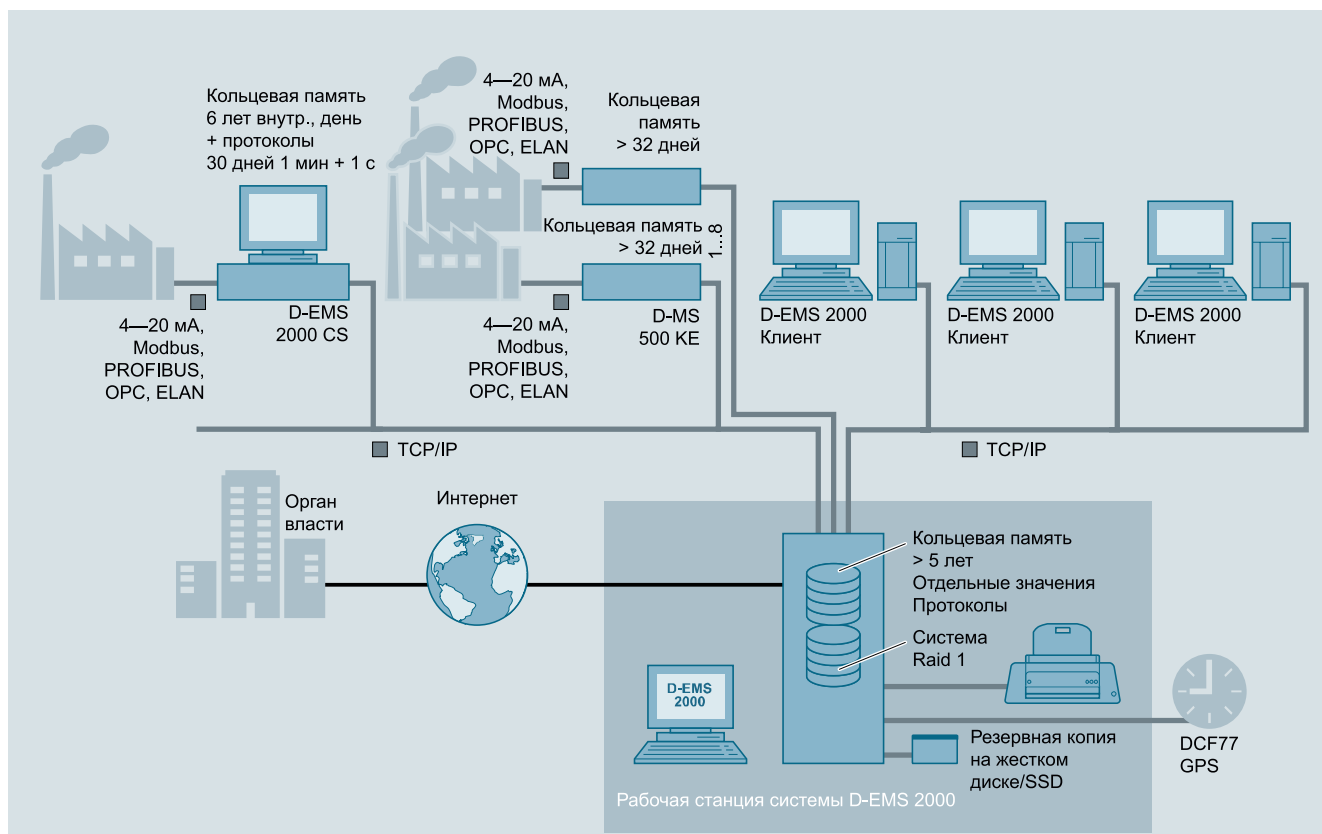 Кольцевая память
6 лет внутр., день
+ протоколы
30 дней 1 мин + 1 с
D-EMS
2000 CS
4—20 мА,
Modbus,
PROFIBUS,
OPC, ELAN
4—20 мА,
Modbus,
PROFIBUS,
OPC, ELAN
Кольцевая
память
> 32 дней
Кольцевая память
> 32 дней
1...8
D-MS
500 KE
4—20 мА,
Modbus,
PROFIBUS,
OPC, ELAN
D-EMS 2000
Клиент
D-EMS 2000
Клиент
D-EMS 2000
Клиент
TCP/IP
TCP/IP
Орган
власти
Интернет
Кольцевая память
> 5 лет
Отдельные значения
Протоколы
Система
Raid 1
D-EMS
2000
Резервная копия
на жестком
диске/SSD
DCF77
GPS
Рабочая станция системы D-EMS 2000